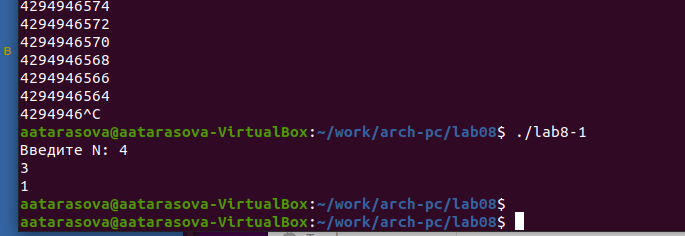 4294946574
4294946572
4294946570
4294946568
4294946566
4294946564
4294946^C
aatarasova@aatarasova-VirtualBox:~/work/arch-pc/lab08$ ./lab8-1
Введите N: 4
3
1
aatarasova@aatarasova-VirtualBox:~/work/arch-pc/lab08$
aatarasova@aatarasova-VirtualBox:~/work/arch-pc/lab08$